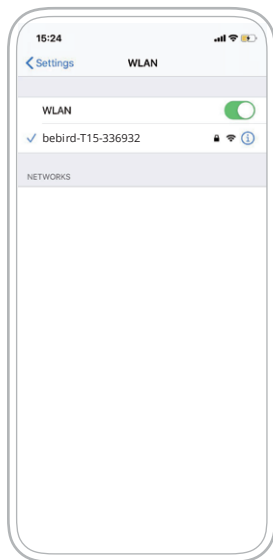 15:24
Settings WLAN
WLAN
bebird-T15-336932
NETWORKS